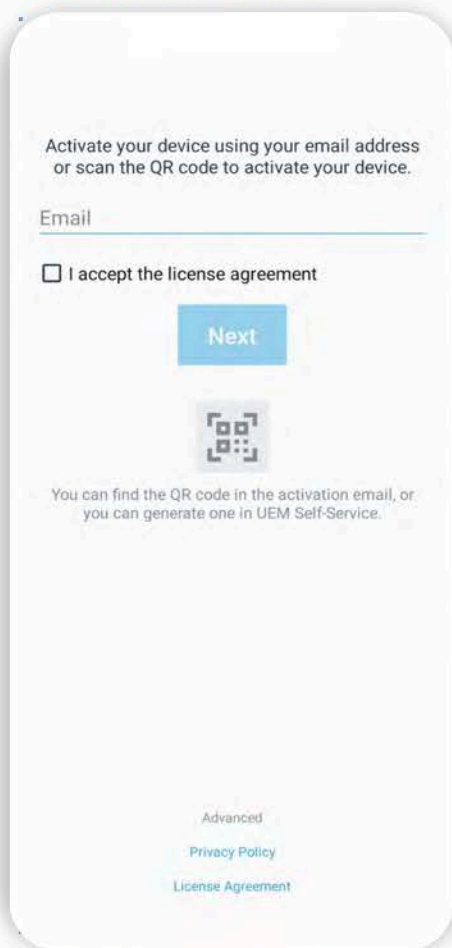 Activate your device using your email address
or scan the QR code to activate your device.
Email
I accept the license agreement
Next
You can find the QR code in the activation email, or
you can generate one in UEM Self-Service.
Advanced
Privacy Policy
License Agreement